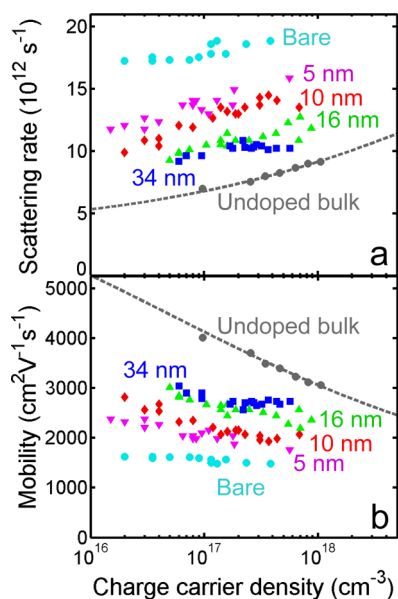 20
15
10
5
0
Scattering rate (10¹² s⁻¹)
Bare
5 nm
10 nm
16 nm
34 nm
Undoped bulk
a
5000
4000
3000
2000
1000
0
Mobility (cm²V⁻¹s⁻¹)
Undoped bulk
34 nm
16 nm
10 nm
5 nm
Bare
b
10¹⁶ 10¹⁷ 10¹⁸
Charge carrier density (cm⁻³)